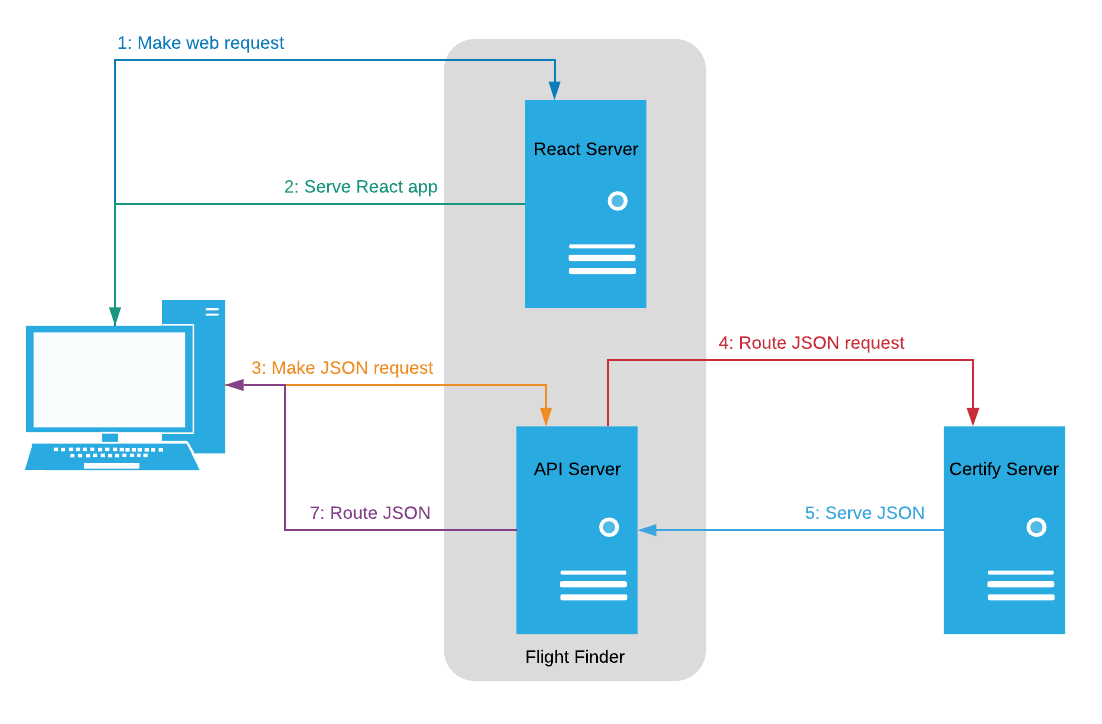 1: Make web request
React Server
2: Serve React app
4: Route JSON request
3: Make JSON request
API Server
Certify Server
7: Route JSON
5: Serve JSON
Flight Finder